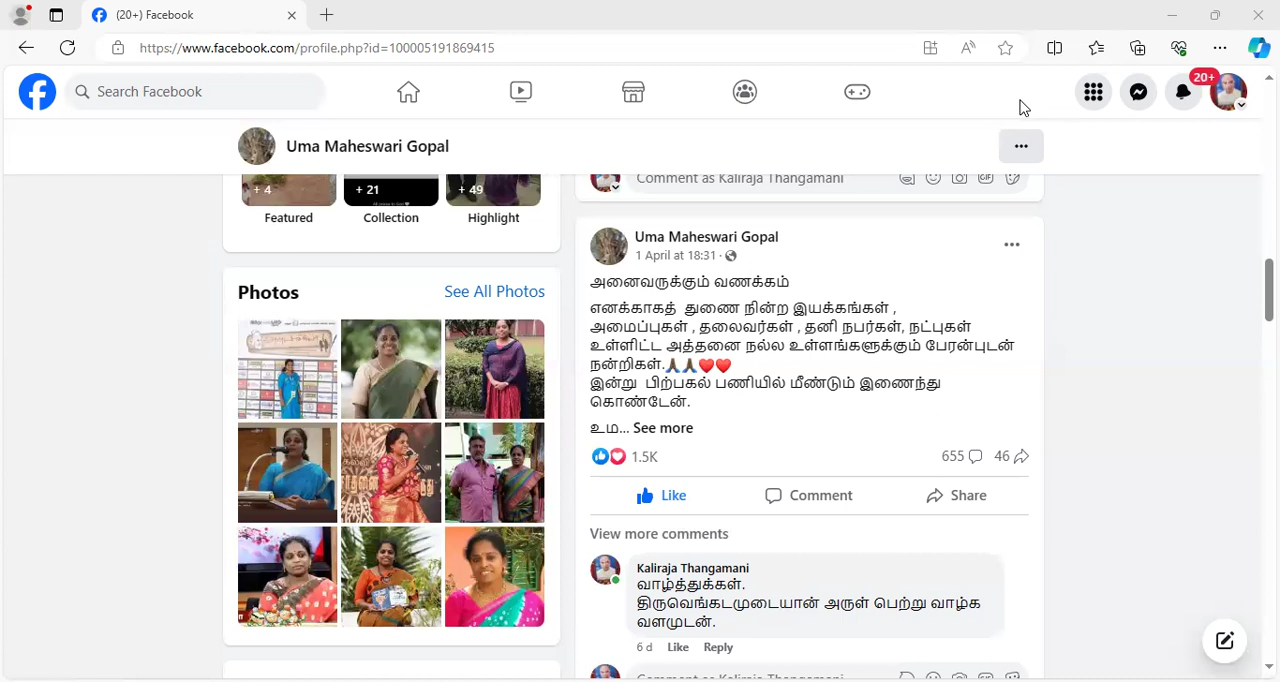 (20+) Facebook
https://www.facebook.com/profile.php?id=100005191869415
Search Facebook
20+
Uma Maheswari Gopal
+ 4
+ 21
+ 49
Featured
Collection
Highlight
Photos
See All Photos
Comment as Kaliraja Thangamani
Uma Maheswari Gopal
1 April at 18:31 ·
அனைவருக்கும் வணக்கம்
எனக்காகத் துணை நின்ற இயக்கங்கள் ,
அமைப்புகள் , தலைவர்கள் , தனி நபர்கள், நட்புகள்
உள்ளிட்ட அத்தனை நல்ல உள்ளங்களுக்கும் பேரன்புடன்
நன்றிகள்.🙏🏾🙏🏾❤️❤️
இன்று பிற்பகல் பணியில் மீண்டும் இணைந்து
கொண்டேன்.
உம... See more
1.5K
655
46
Like
Comment
Share
View more comments
Kaliraja Thangamani
வாழ்த்துக்கள்.
திருவெங்கடமுடையான் அருள் பெற்று வாழ்க
வளமுடன்.
6 d Like Reply
Comment as Kaliraja Thangamani